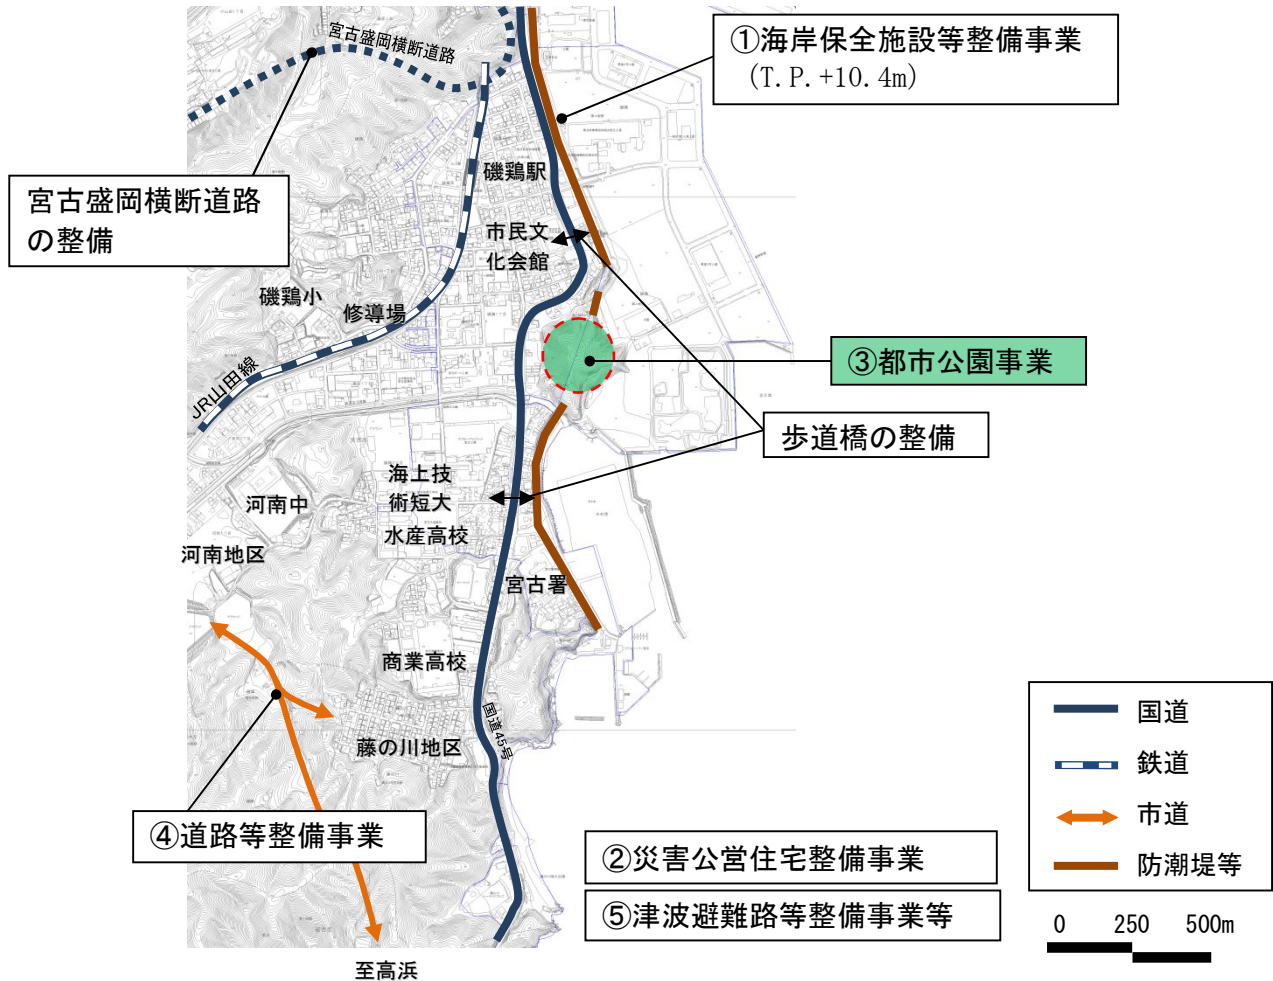 宮古盛岡横断道路
①海岸保全施設等整備事業
(T.P.+10.4m)
宮古盛岡横断道路
の整備
磯鶏駅
市民文
化会館
磯鶏小
修導場
JR山田線
③都市公園事業
歩道橋の整備
海上技
術短大
河南中
水産高校
河南地区
宮古署
商業高校
国道45号
藤の川地区
④道路等整備事業
②災害公営住宅整備事業
⑤津波避難路等整備事業等
至高浜
国道
鉄道
市道
防潮堤等
0 250 500m